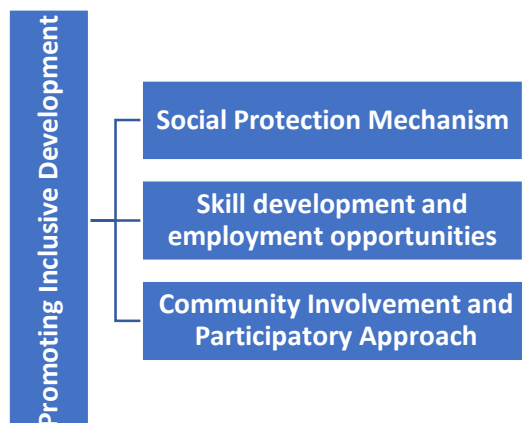 Promoting Inclusive Development
Social Protection Mechanism
Skill development and
employment opportunities
Community Involvement and
Participatory Approach